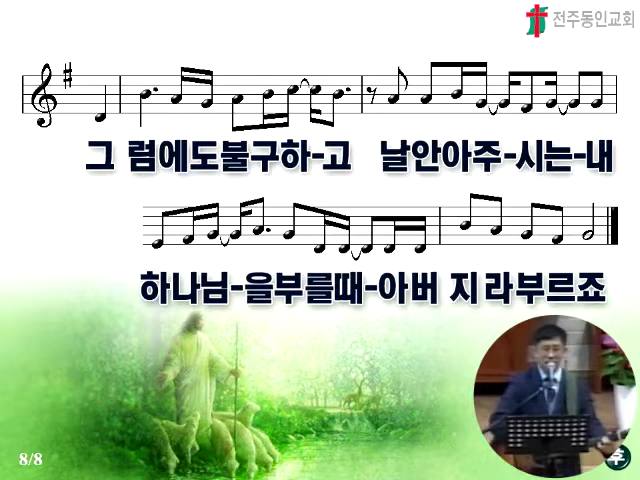 전주동인교회
그 럼에도불구하-고 날안아주-시는-내
하나님-을부를때-아버 지 라부르죠
8/8
후